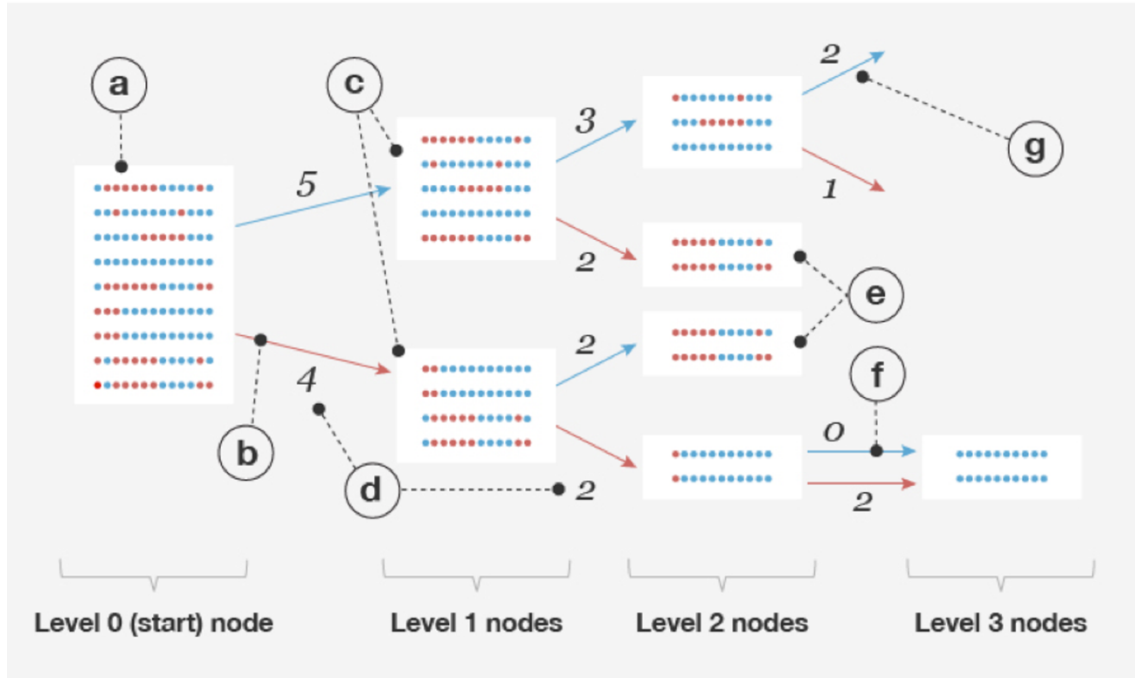 a
c
g
2
3
5
1
2
e
2
f
4
0
b
d
2
2
Level 0 (start) node
Level 1 nodes
Level 2 nodes
Level 3 nodes